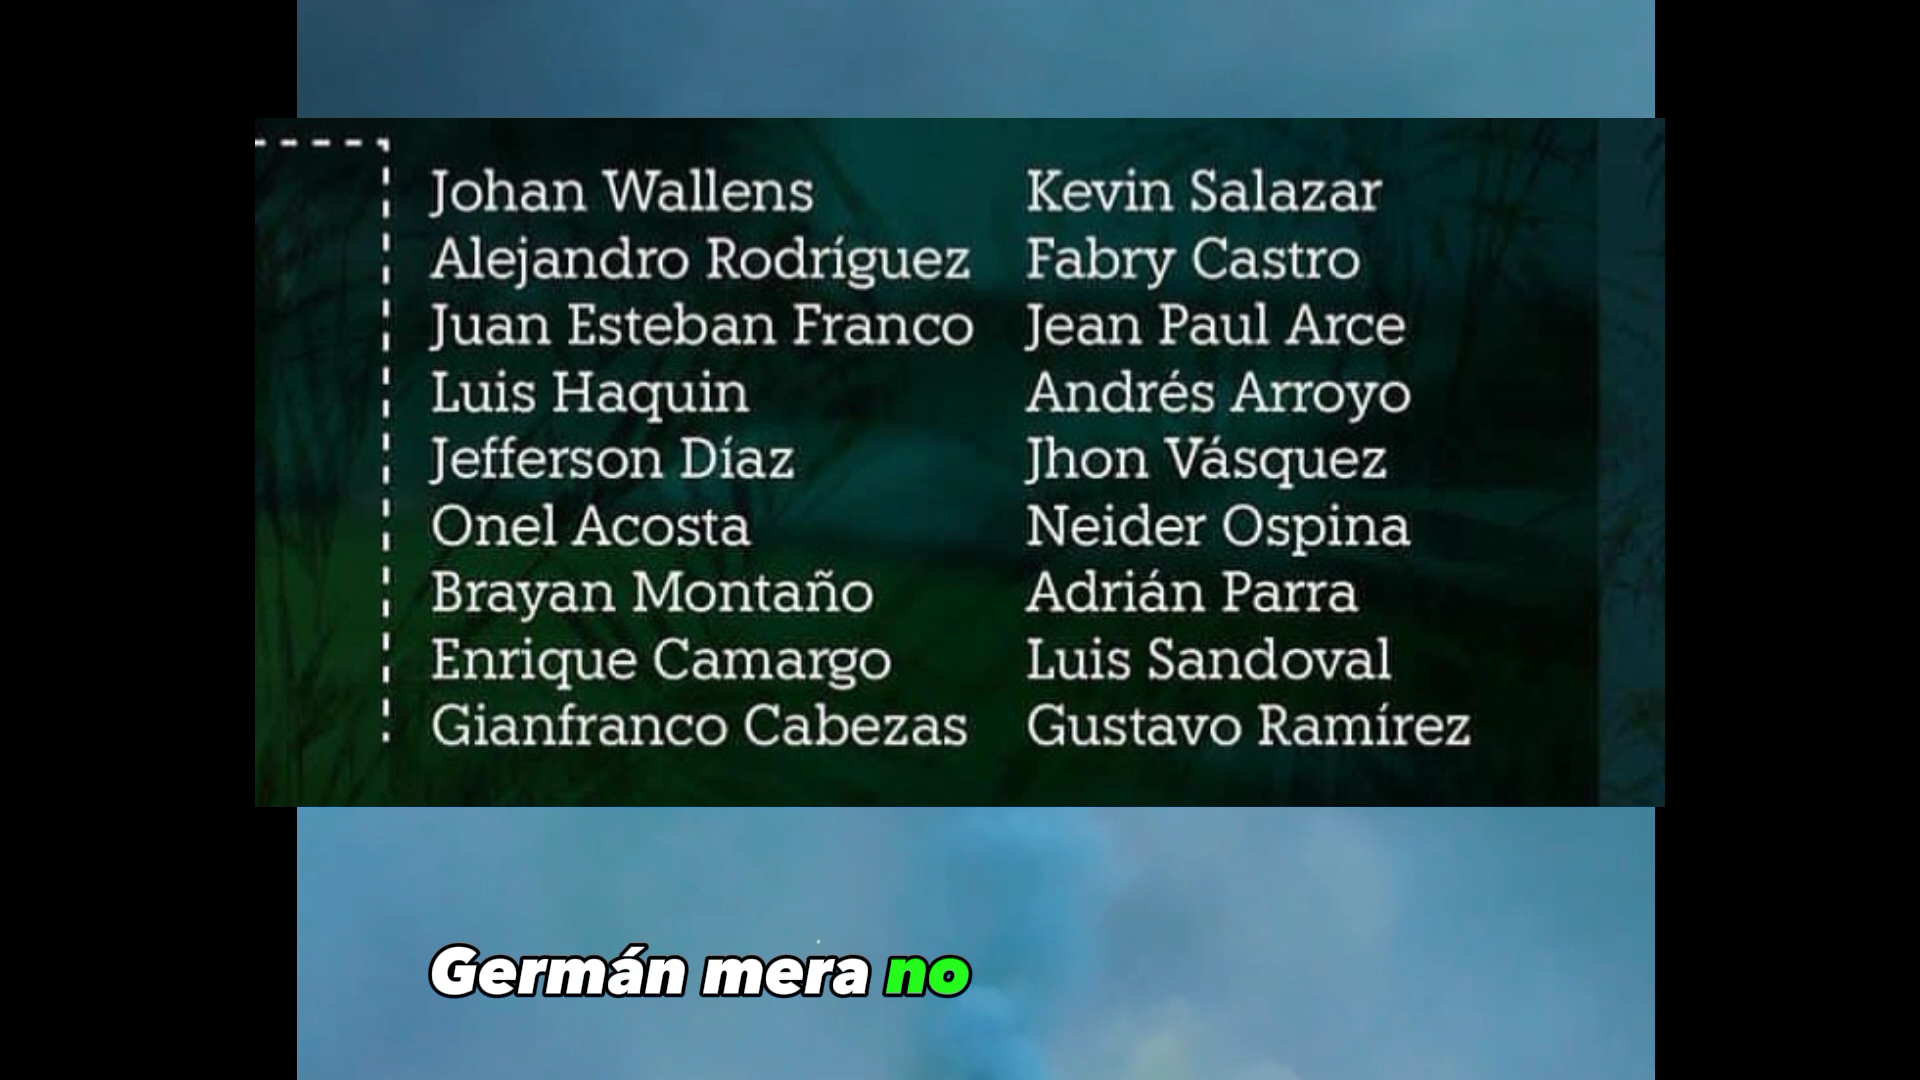 Johan Wallens
Alejandro Rodríguez
Juan Esteban Franco
Luis Haquin
Jefferson Díaz
Onel Acosta
Brayan Montaño
Enrique Camargo
Gianfranco Cabezas
Kevin Salazar
Fabry Castro
Jean Paul Arce
Andrés Arroyo
Jhon Vásquez
Neider Ospina
Adrián Parra
Luis Sandoval
Gustavo Ramírez
Germán mera no